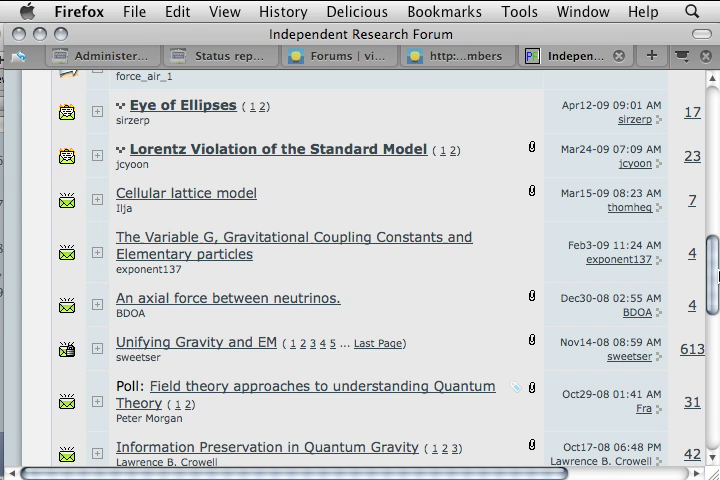 Firefox File Edit View History Delicious Bookmarks Tools Window Help
Independent Research Forum
Administer... Status rep... Forums | vi... http:...mbers Indepen...
force_air_1
Eye of Ellipses ( 1 2) Apr12-09 09:01 AM 17
sirzerp sirzerp
Lorentz Violation of the Standard Model ( 1 2) Mar24-09 07:09 AM 23
jcyoon jcyoon
Cellular lattice model Mar15-09 08:23 AM 7
Ilja thomheg
The Variable G, Gravitational Coupling Constants and Feb3-09 11:24 AM 4
Elementary particles exponent137
exponent137
An axial force between neutrinos. Dec30-08 02:55 AM 4
BDOA BDOA
Unifying Gravity and EM ( 1 2 3 4 5 ... Last Page) Nov14-08 08:59 AM 613
sweetser sweetser
Poll: Field theory approaches to understanding Quantum Oct29-08 01:41 AM 31
Theory ( 1 2) Fra
Peter Morgan
Information Preservation in Quantum Gravity ( 1 2 3) Oct17-08 06:48 PM 42
Lawrence B. Crowell Lawrence B. Crowell